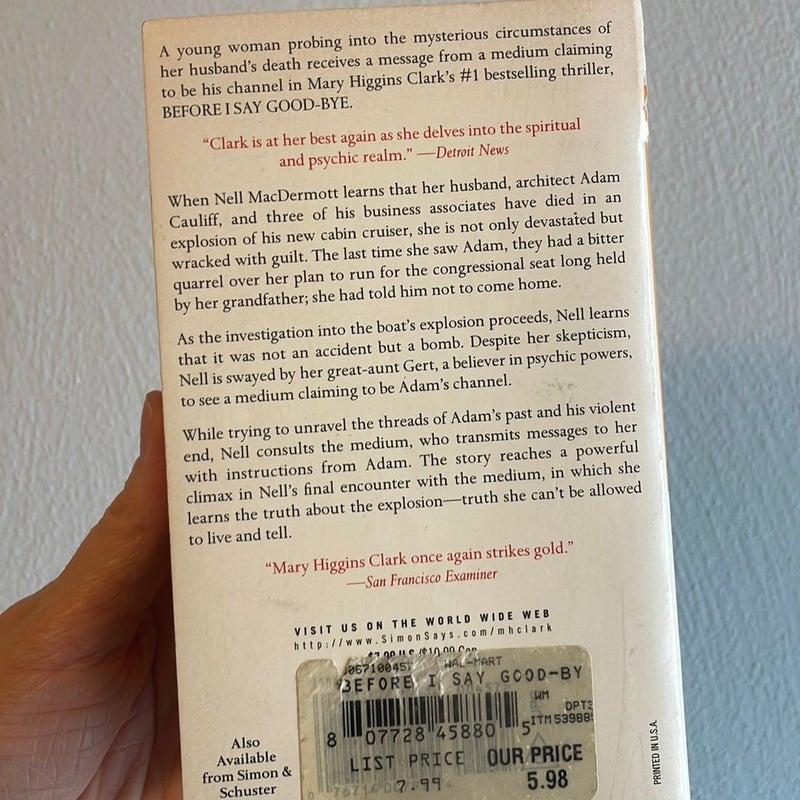 A young woman probing into the mysterious circumstances of
her husband's death receives a message from a medium claiming
to be his channel in Mary Higgins Clark's #1 bestselling thriller,
BEFORE I SAY GOOD-BYE.
"Clark is at her best again as she delves into the spiritual
and psychic realm." —Detroit News
When Nell MacDermott learns that her husband, architect Adam
Cauliff, and three of his business associates have died in an
explosion of his new cabin cruiser, she is not only devastated but
wracked with guilt. The last time she saw Adam, they had a bitter
quarrel over her plan to run for the congressional seat long held
by her grandfather; she had told him not to come home.
As the investigation into the boat's explosion proceeds, Nell learns
that it was not an accident but a bomb. Despite her skepticism,
Nell is swayed by her great-aunt Gert, a believer in psychic powers,
to see a medium claiming to be Adam's channel.
While trying to unravel the threads of Adam's past and his violent
end, Nell consults the medium, who transmits messages to her
with instructions from Adam. The story reaches a powerful
climax in Nell's final encounter with the medium, in which she
learns the truth about the explosion—truth she can't be allowed
to live and tell.
"Mary Higgins Clark once again strikes gold."
—San Francisco Examiner
VISIT US ON THE WORLD WIDE WEB
http://www.SimonSays.com/mhclark
WAL-MART
BEFORE I SAY GOOD-BY
WM
DPT
8 07728 45880 5
LIST PRICE OUR PRICE
7.99 5.98
Also
Available
from Simon &
Schuster
PRINTED IN U.S.A.